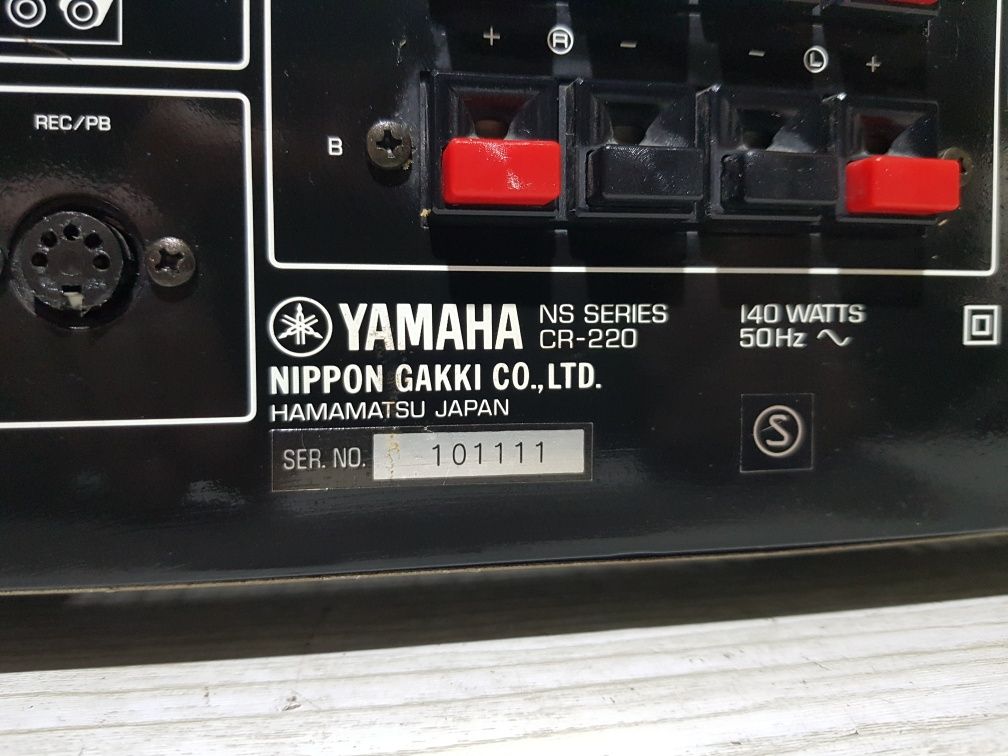 + R - - L +
REC/PB
B
YAMAHA NS SERIES
CR-220
140 WATTS
50Hz ~
NIPPON GAKKI CO.,LTD.
HAMAMATSU JAPAN
S
SER. NO. 101111